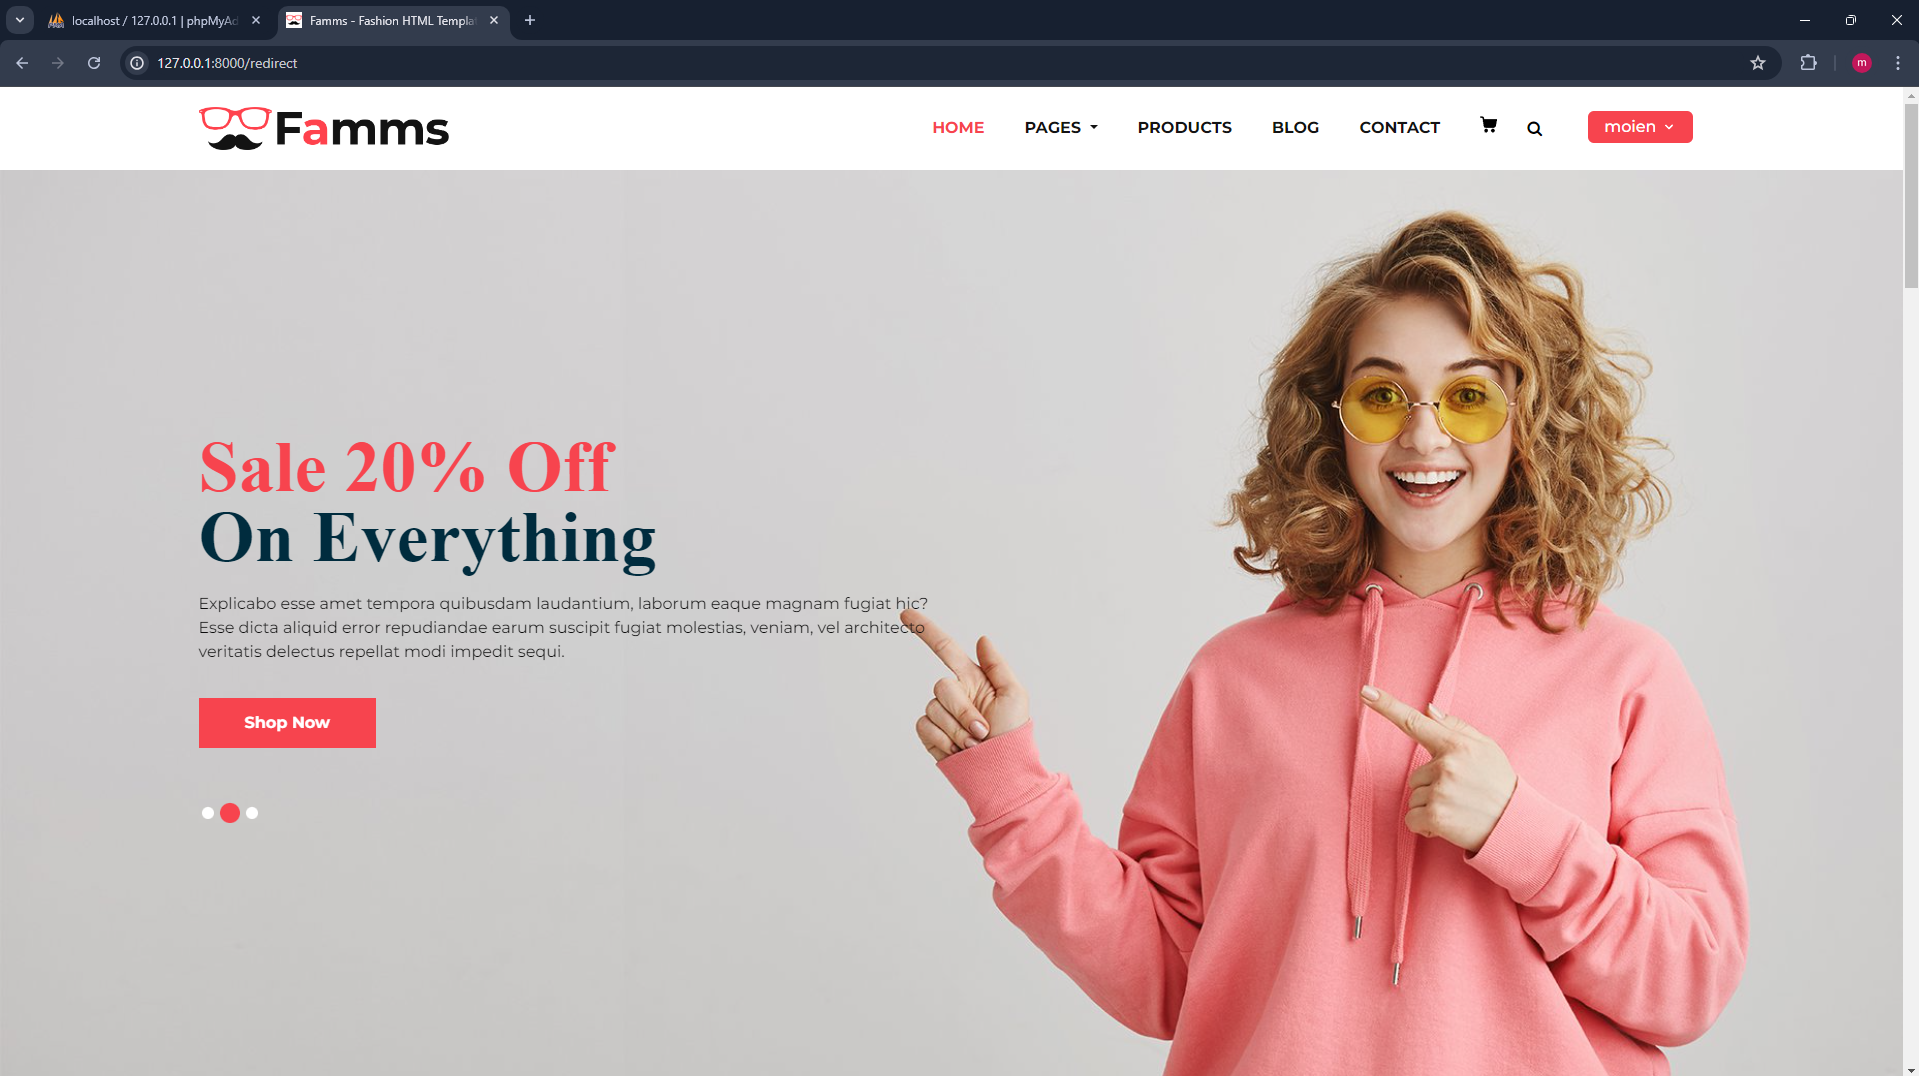 localhost / 127.0.0.1 | phpMyAd
Famms - Fashion HTML Templat
127.0.0.1:8000/redirect
m
Famms
HOME PAGES PRODUCTS BLOG CONTACT moien
Sale 20% Off
On Everything
Explicabo esse amet tempora quibusdam laudantium, laborum eaque magnam fugiat hic?
Esse dicta aliquid error repudiandae earum suscipit fugiat molestias, veniam, vel architecto
veritatis delectus repellat modi impedit sequi.
Shop Now